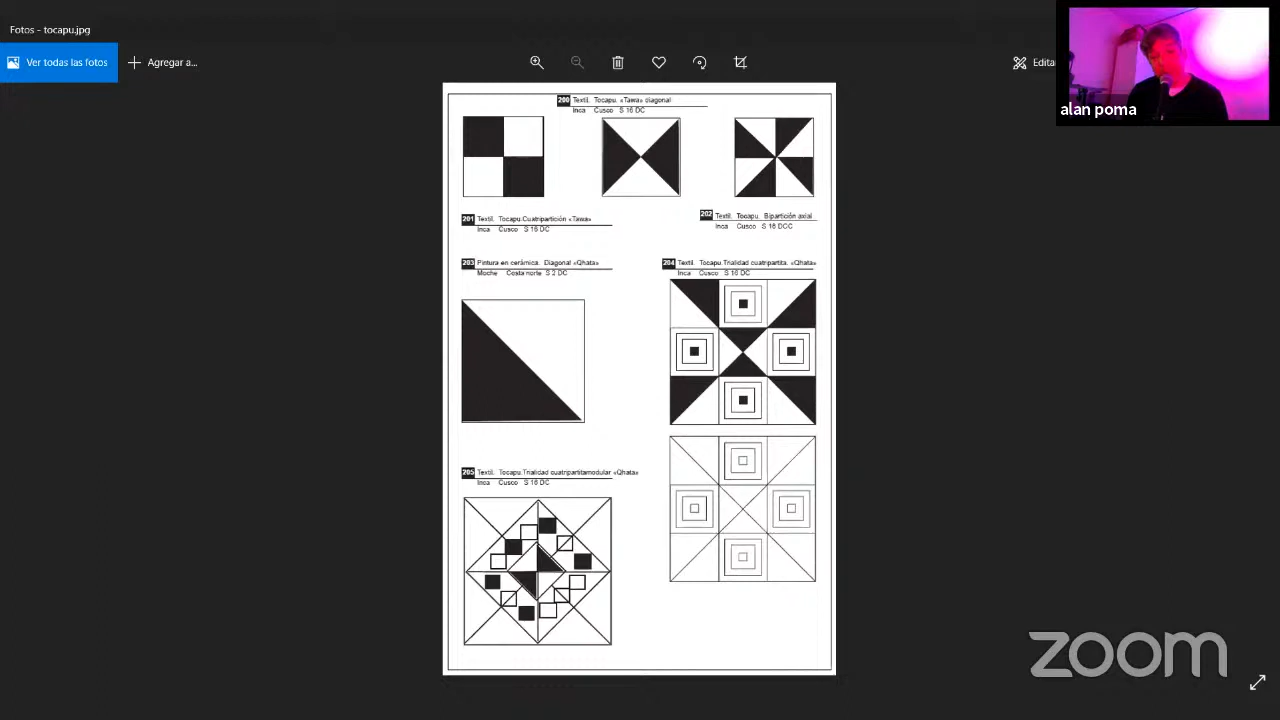 Fotos - tocapu.jpg
Ver todas las fotos
Agregar a...
Editar
alan poma
200 Textil. Tocapu. «Tawa» diagonal
Inca Cusco S 16 DC
201 Textil. Tocapu.Cuatripartición «Tawa»
Inca Cusco S 16 DC
202 Textil. Tocapu. Bipartición axial
Inca Cusco S 16 DCC
203 Pintura en cerámica. Diagonal «Qhata»
Moche Costa norte S 2 DC
204 Textil. Tocapu.Trialidad cuatripartita. «Qhata»
Inca Cusco S 16 DC
205 Textil. Tocapu.Trialidad cuatripartitamodular «Qhata»
Inca Cusco S 16 DC
zoom